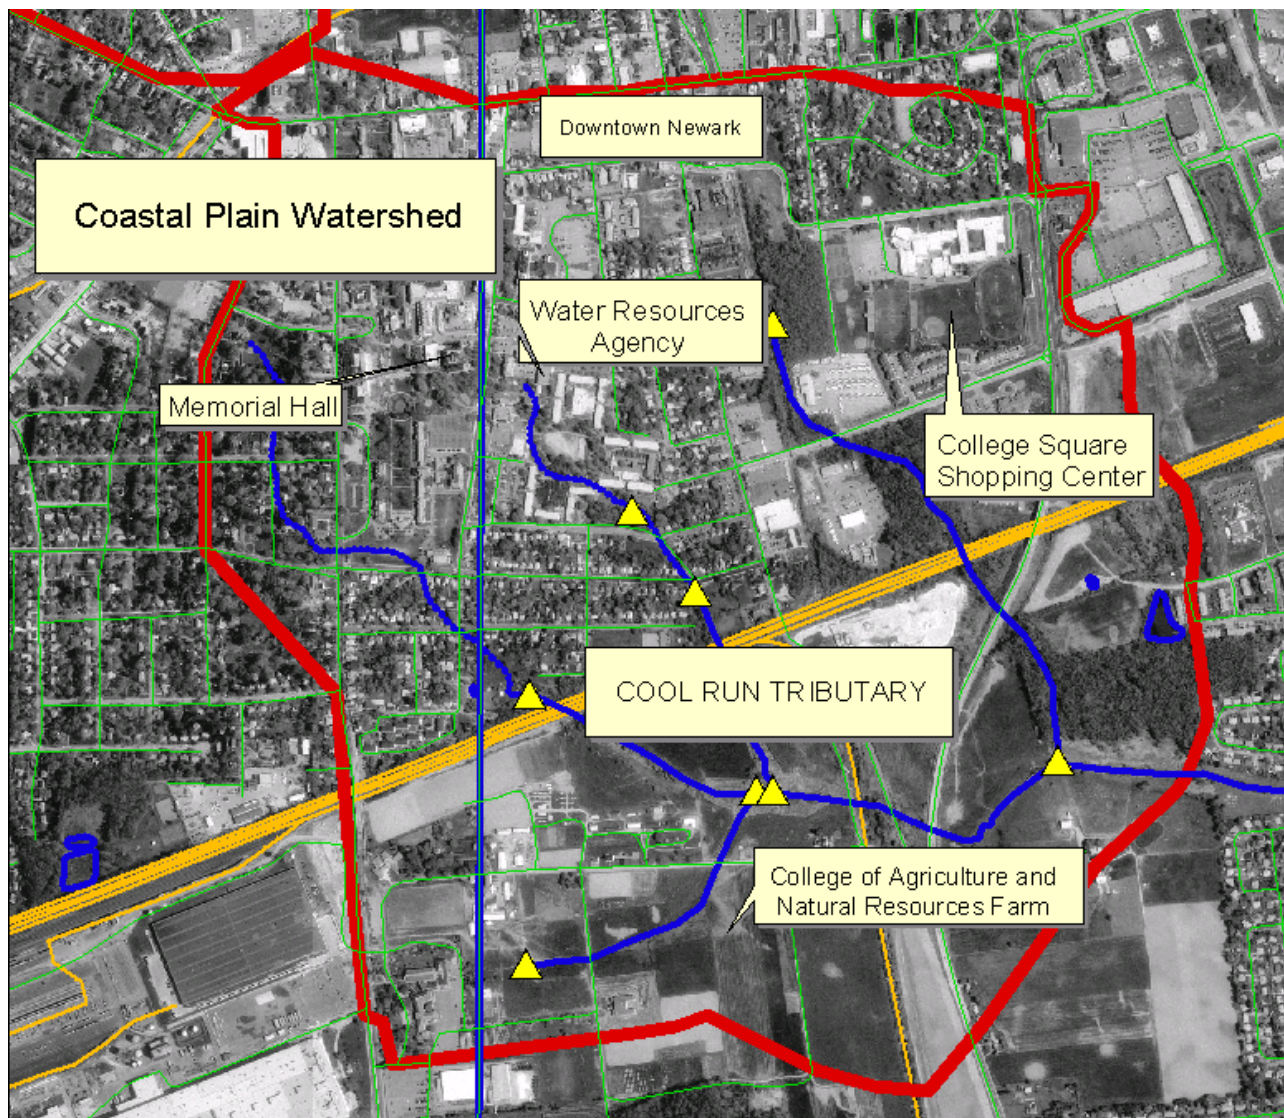 Downtown Newark
Coastal Plain Watershed
Water Resources
Agency
Memorial Hall
College Square
Shopping Center
COOL RUN TRIBUTARY
College of Agriculture and
Natural Resources Farm